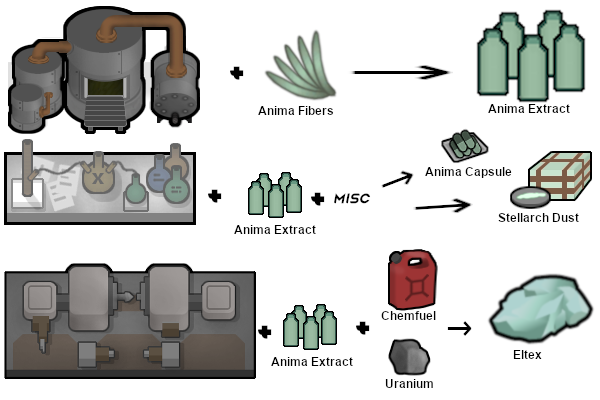 Anima Fibers
Anima Extract
X
Anima Capsule
MISC
Stellarch Dust
Anima Extract
Chemfuel
Anima Extract
Eltex
Uranium